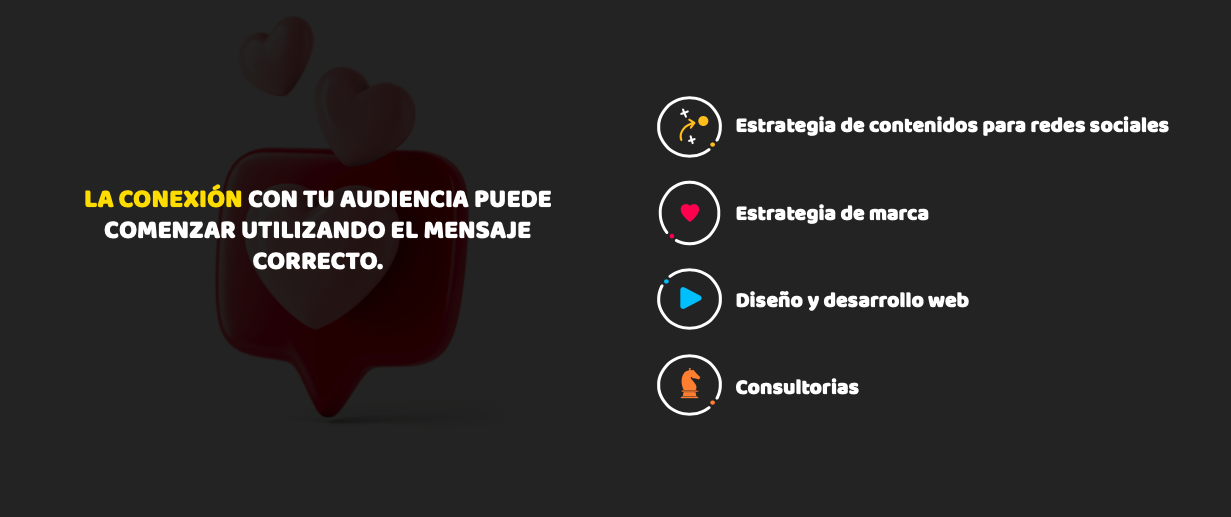 LA CONEXIÓN CON TU AUDIENCIA PUEDE
COMENZAR UTILIZANDO EL MENSAJE
CORRECTO.
Estrategia de contenidos para redes sociales
Estrategia de marca
Diseño y desarrollo web
Consultorias